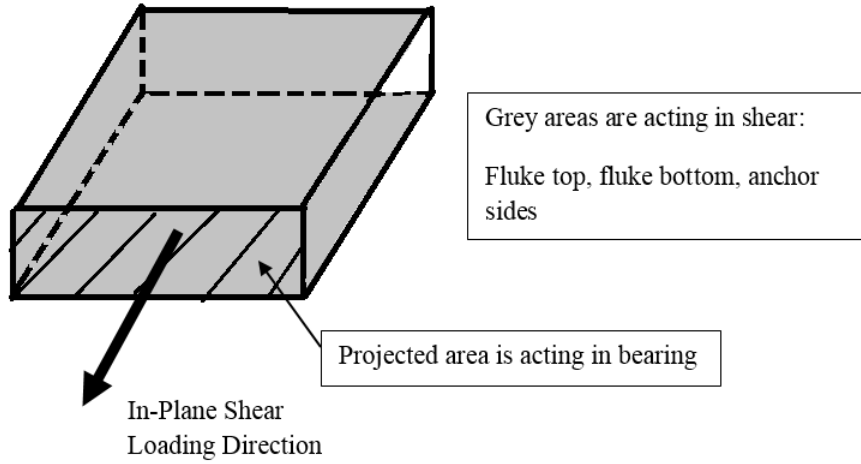 Grey areas are acting in shear:
Fluke top, fluke bottom, anchor
sides
Projected area is acting in bearing
In-Plane Shear
Loading Direction